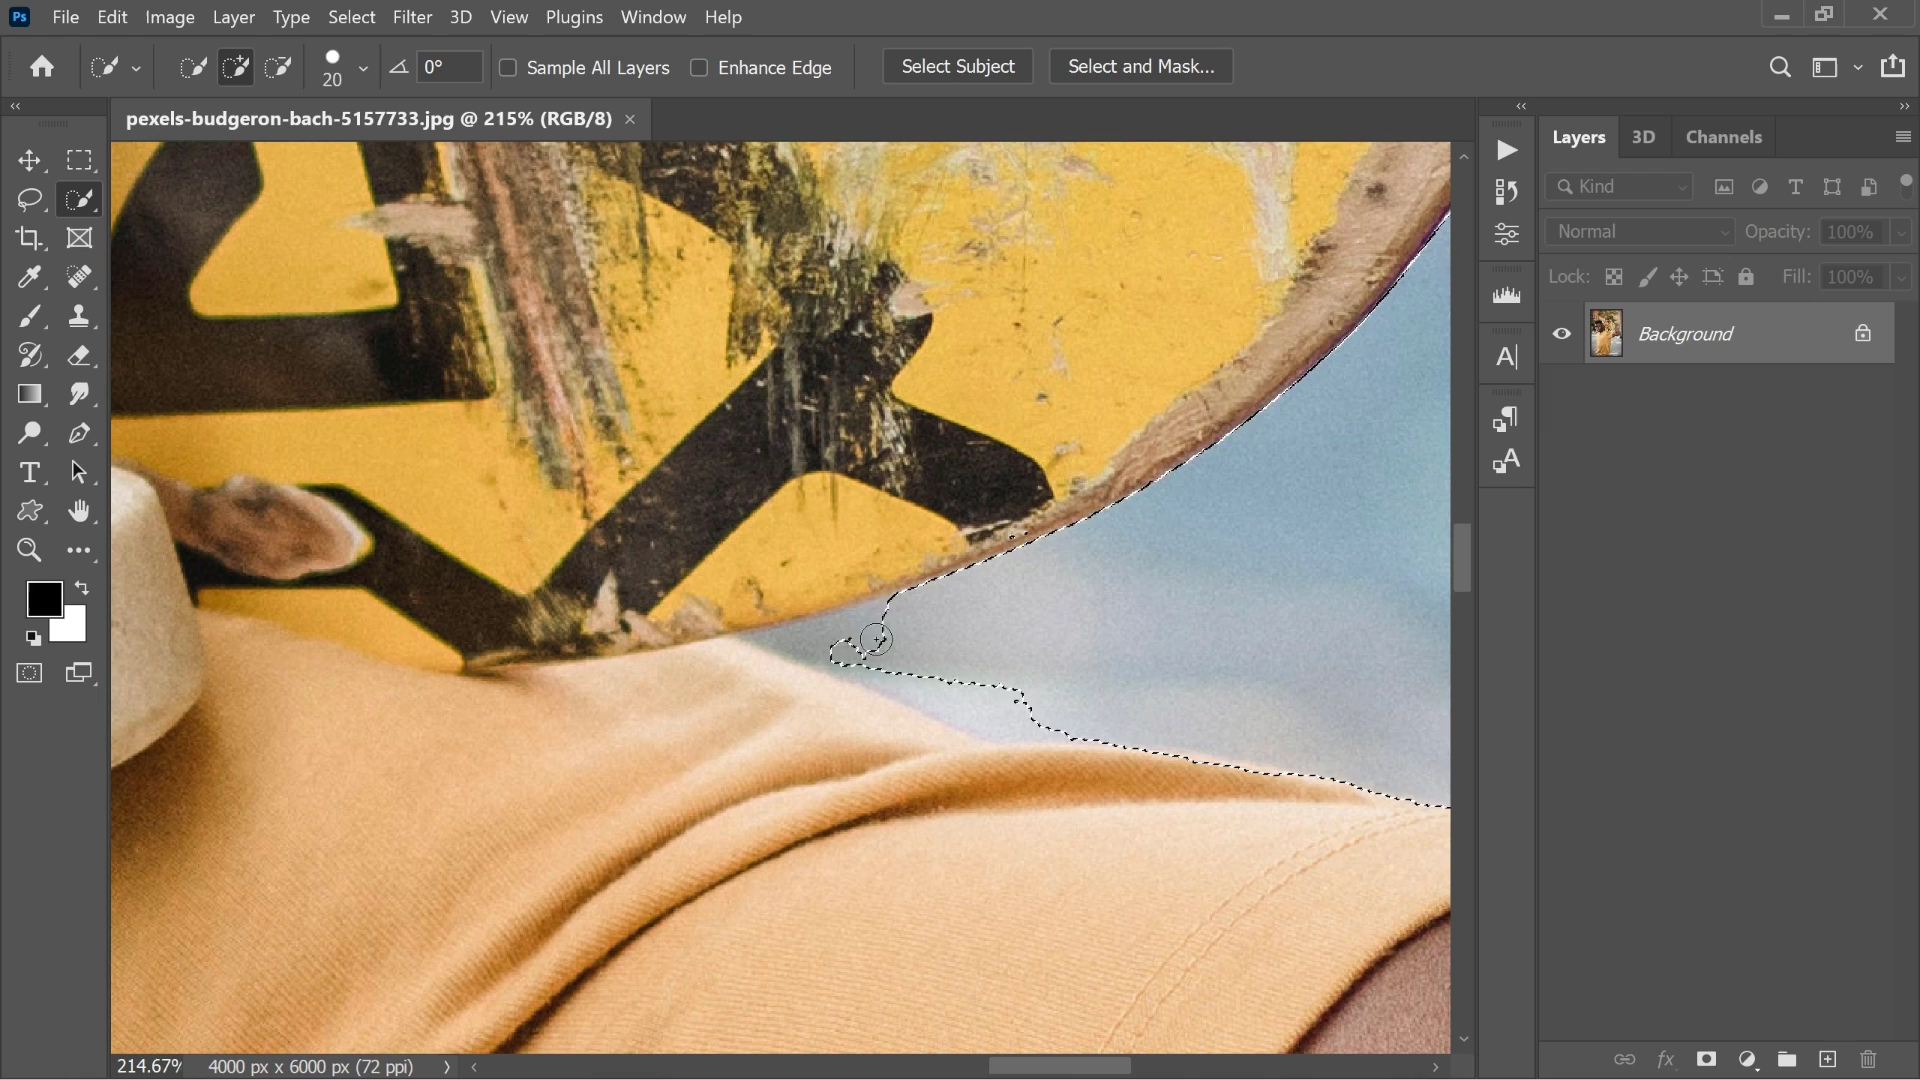 Ps File Edit Image Layer Type Select Filter 3D View Plugins Window Help
20 0° Sample All Layers Enhance Edge Select Subject Select and Mask...
pexels-budgeron-bach-5157733.jpg @ 215% (RGB/8)
Layers 3D Channels
Kind
Normal Opacity: 100%
Lock: Fill: 100%
Background
214.67% 4000 px x 6000 px (72 ppi)